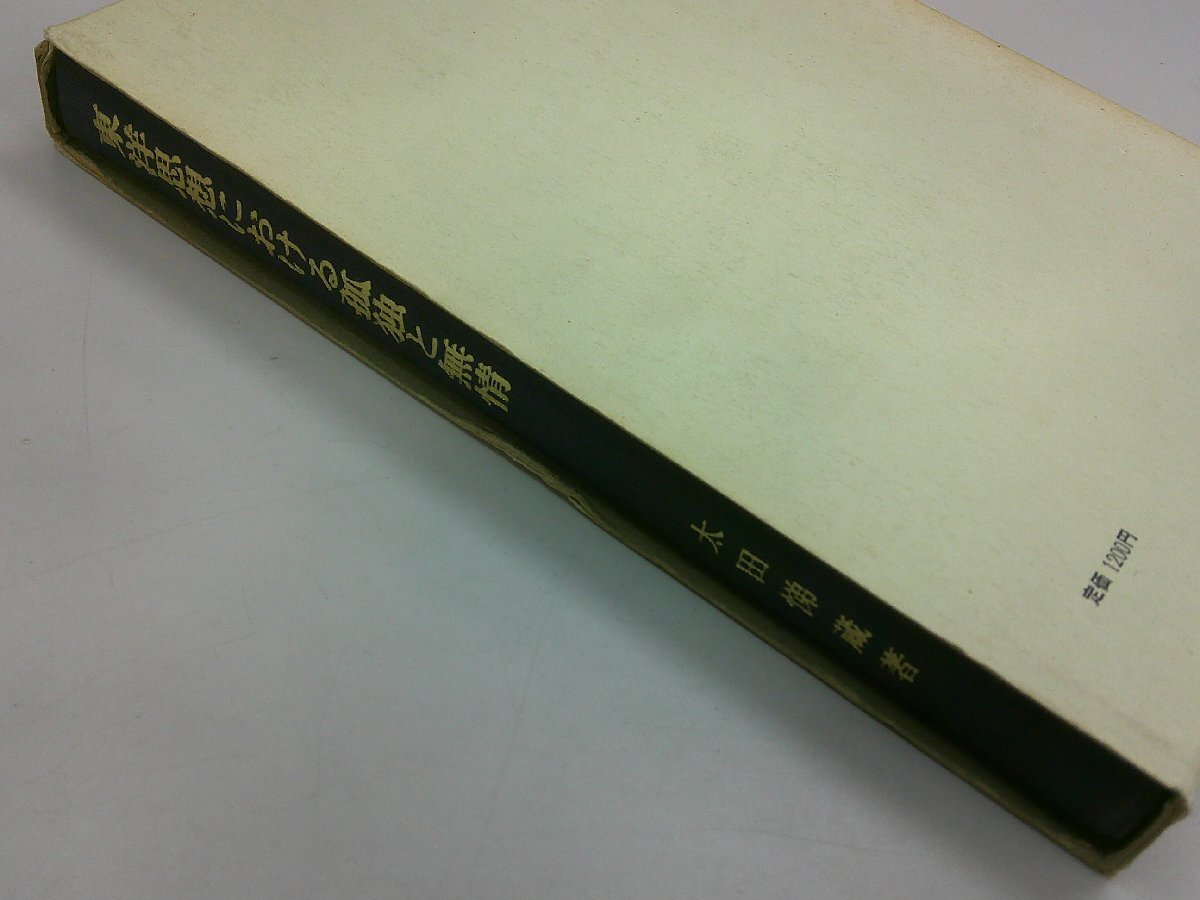 東洋思想における孤独と無情
太田脩蔵著
定価 1200円